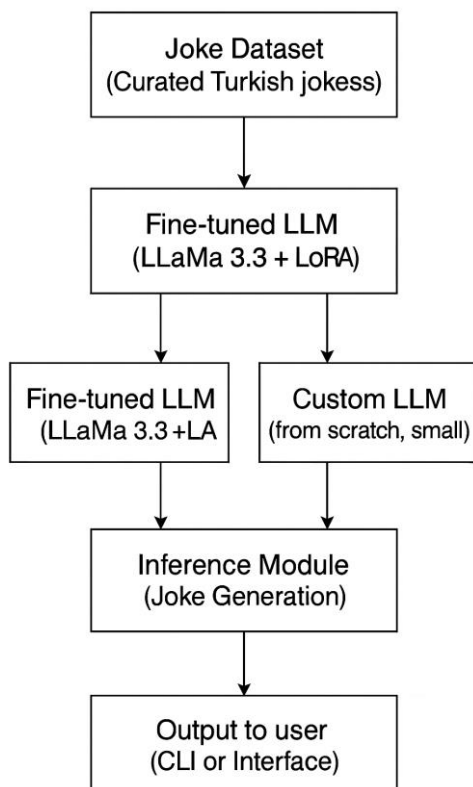 Joke Dataset
(Curated Turkish jokess)
Fine-tuned LLM
(LLaMa 3.3 + LoRA)
Fine-tuned LLM
(LLaMa 3.3 +LA
Custom LLM
(from scratch, small)
Inference Module
(Joke Generation)
Output to user
(CLI or Interface)